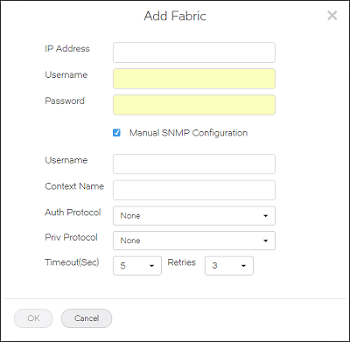 Add Fabric
IP Address
Username
Password
Manual SNMP Configuration
Username
Context Name
Auth Protocol None
Priv Protocol None
Timeout(Sec) 5 Retries 3
OK Cancel